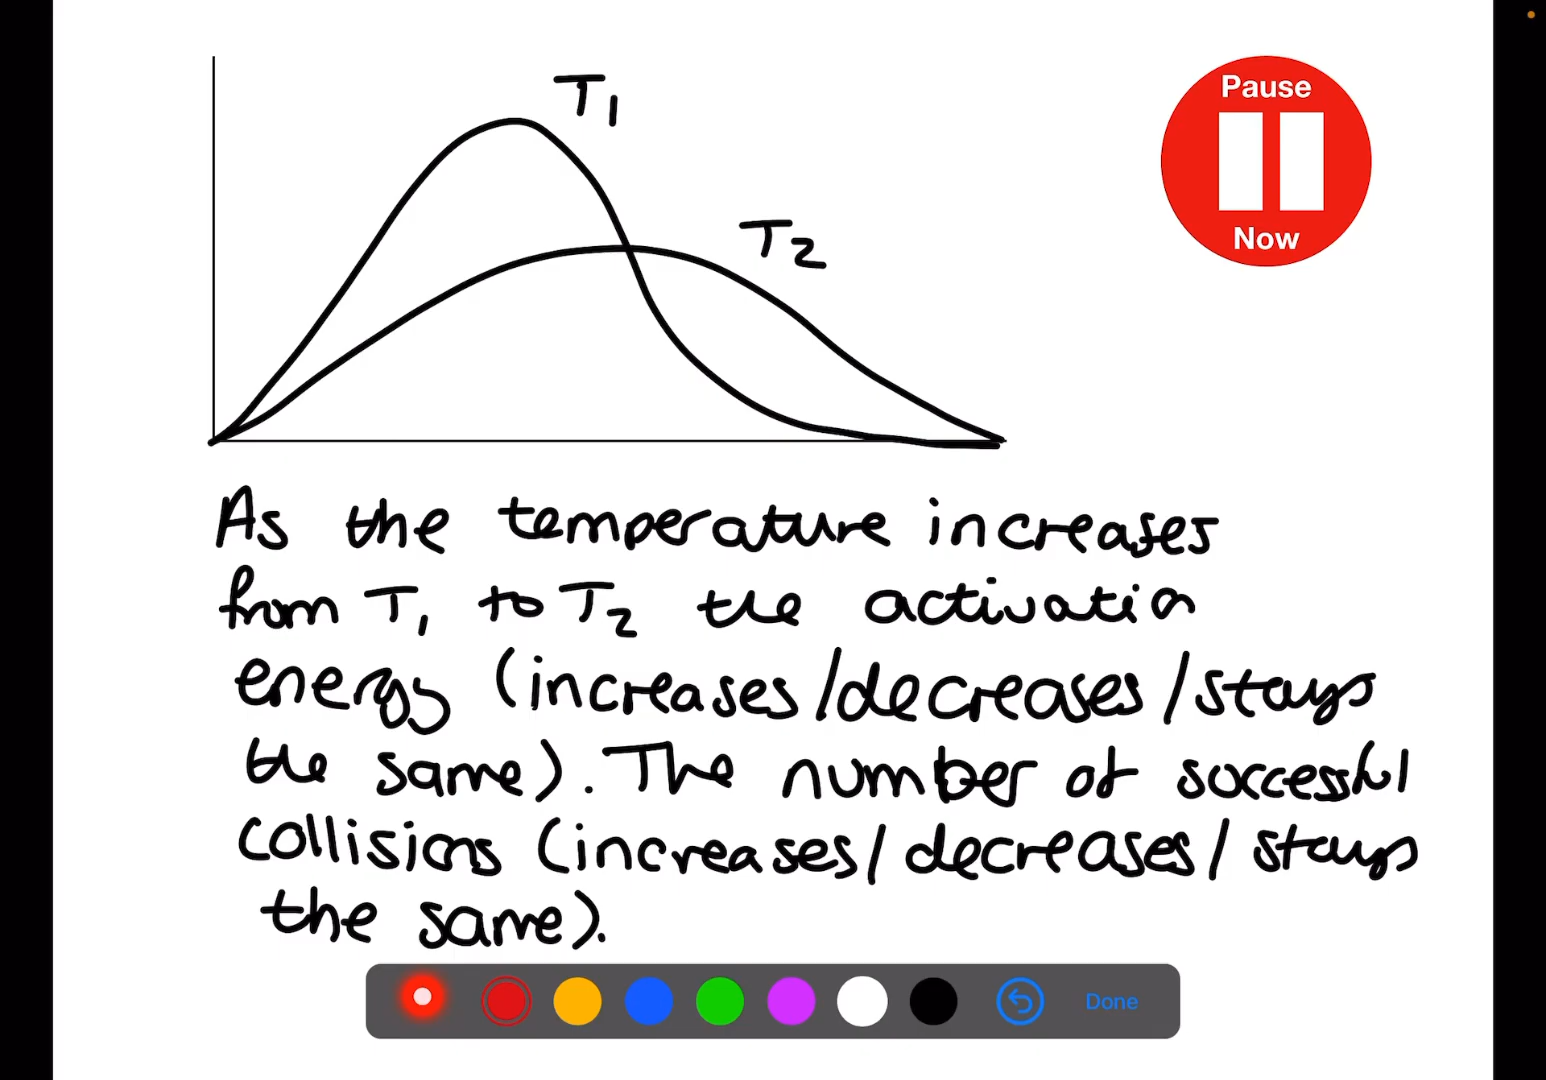 T1
Pause
Now
T2
As the temperature increases
from T1 to T2 the activation
energy (increases/decreases/stays
the same). The number of successful
collisions (increases/decreases/stays
the same).
Done